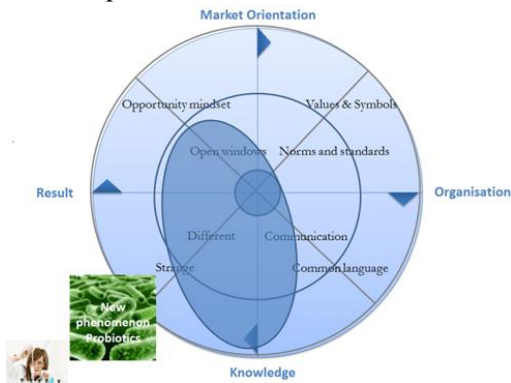 Market Orientation
Opportunity mindset
Values & Symbols
Open windows
Norms and standards
Result
Organisation
Different
Communication
Strange
Common language
New
phenomenon
Probiotics
Knowledge